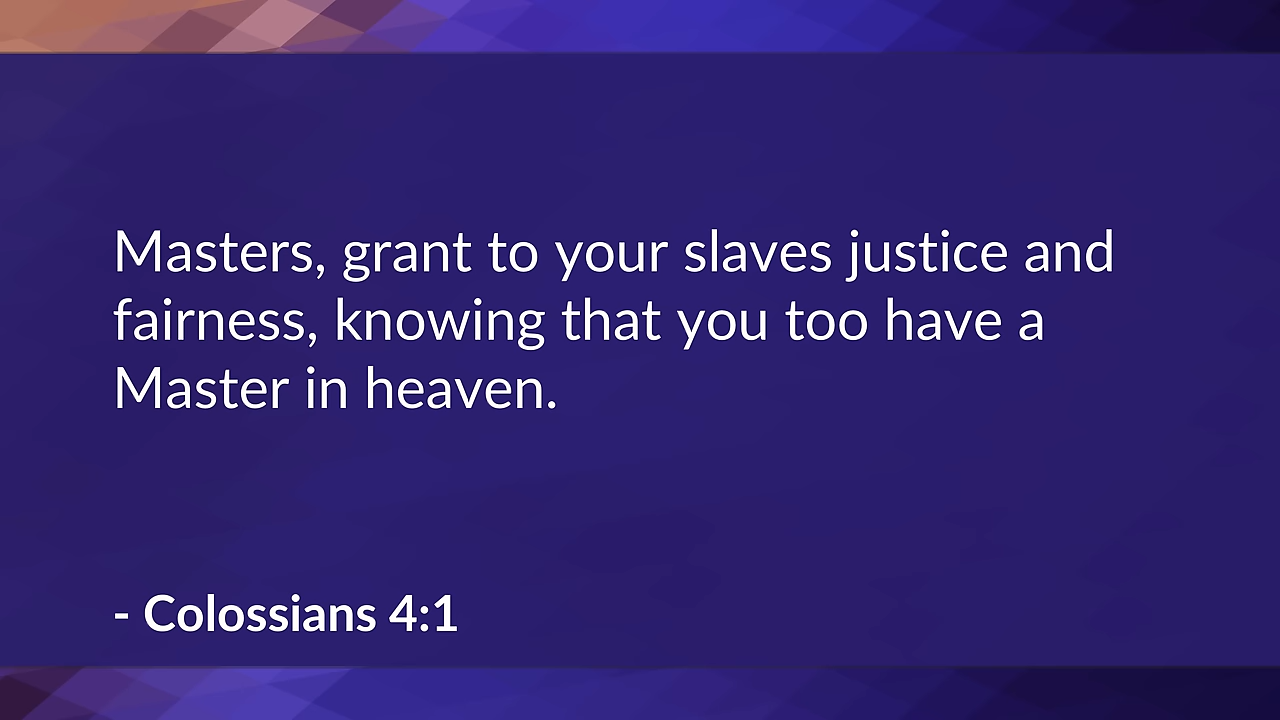 Masters, grant to your slaves justice and
fairness, knowing that you too have a
Master in heaven.
- Colossians 4:1